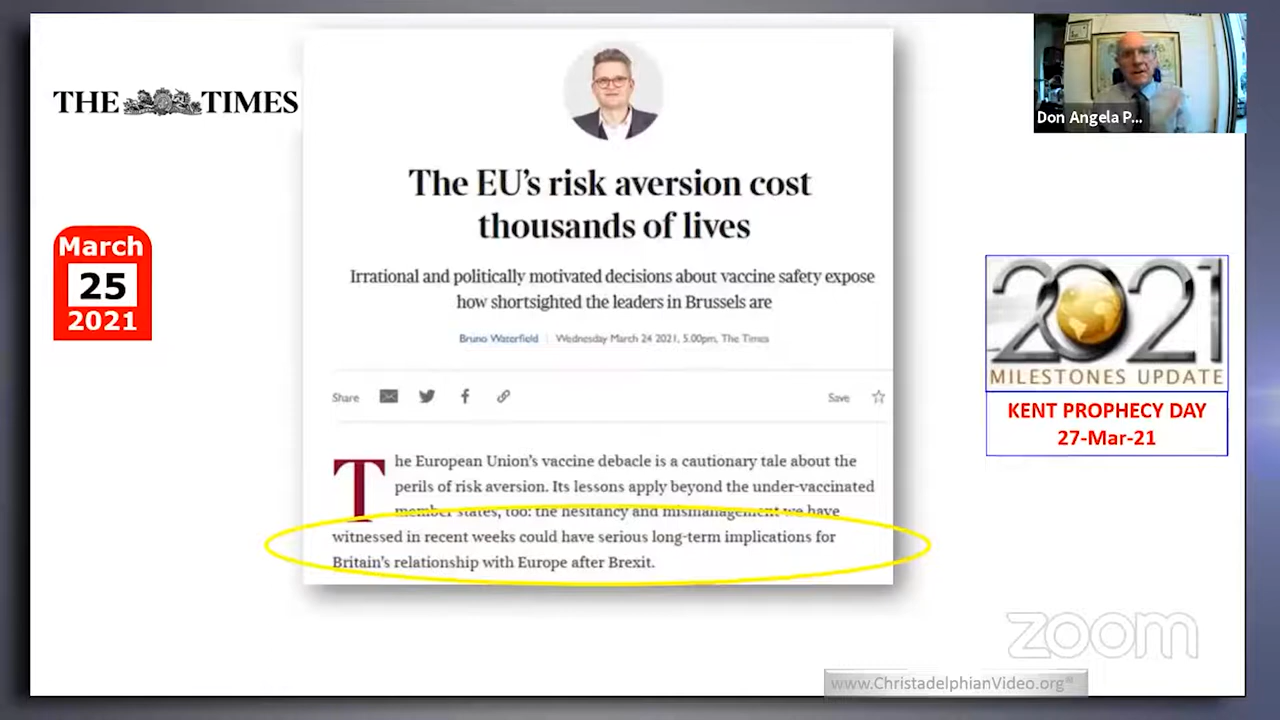 THE TIMES
March
25
2021
The EU's risk aversion cost
thousands of lives
Irrational and politically motivated decisions about vaccine safety expose
how shortsighted the leaders in Brussels are
Bruno Waterfield | Wednesday March 24 2021, 5.00pm, The Times
Share
Save
The European Union's vaccine debacle is a cautionary tale about the
perils of risk aversion. Its lessons apply beyond the under-vaccinated
member states, too: the hesitancy and mismanagement we have
witnessed in recent weeks could have serious long-term implications for
Britain's relationship with Europe after Brexit.
Don Angela P...
2021
MILESTONES UPDATE
KENT PROPHECY DAY
27-Mar-21
zoom
www.ChristadelphianVideo.org